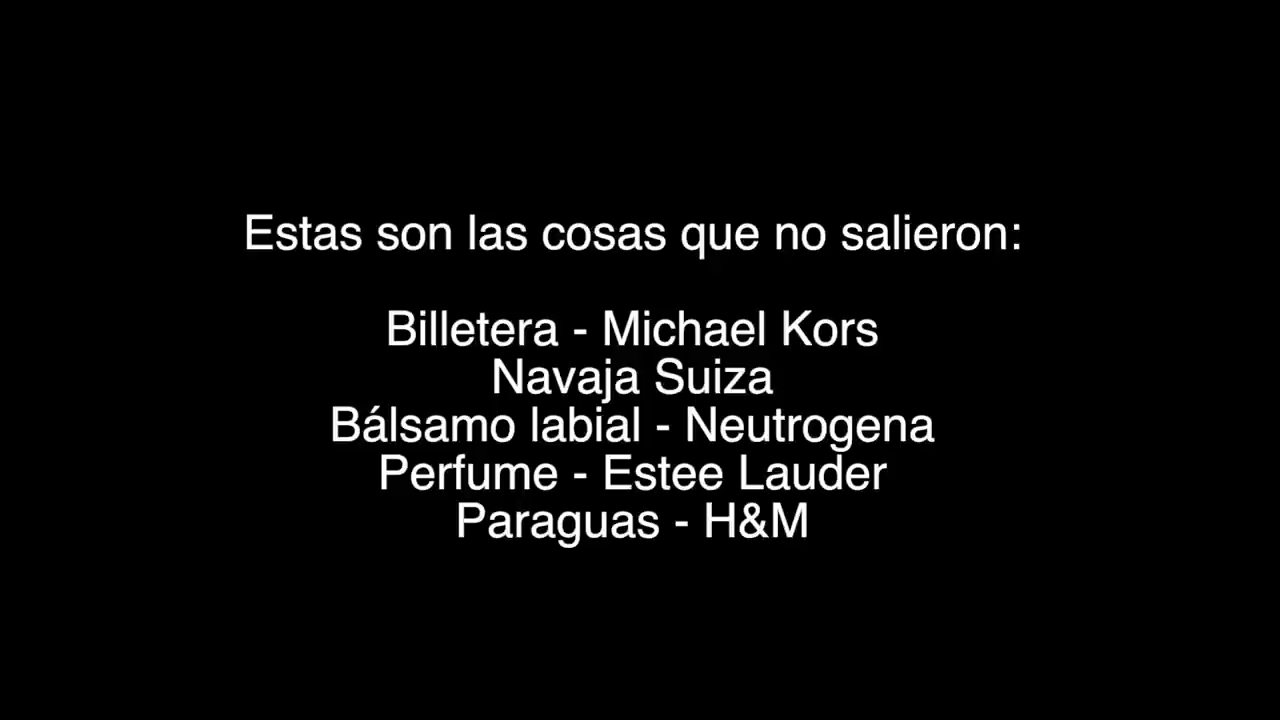 Estas son las cosas que no salieron:
Billetera - Michael Kors
Navaja Suiza
Bálsamo labial - Neutrogena
Perfume - Estee Lauder
Paraguas - H&M